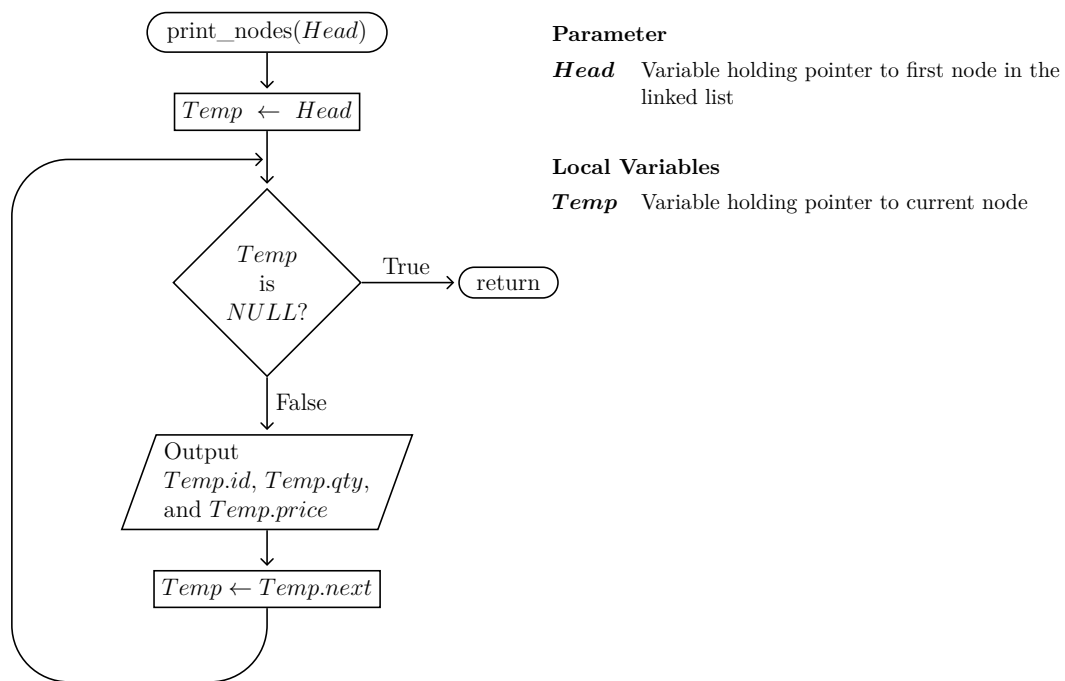 print_nodes(Head)
Temp ← Head
Temp
is
NULL?
True
return
False
Output
Temp.id, Temp.qty,
and Temp.price
Temp ← Temp.next
Parameter
Head Variable holding pointer to first node in the
linked list
Local Variables
Temp Variable holding pointer to current node